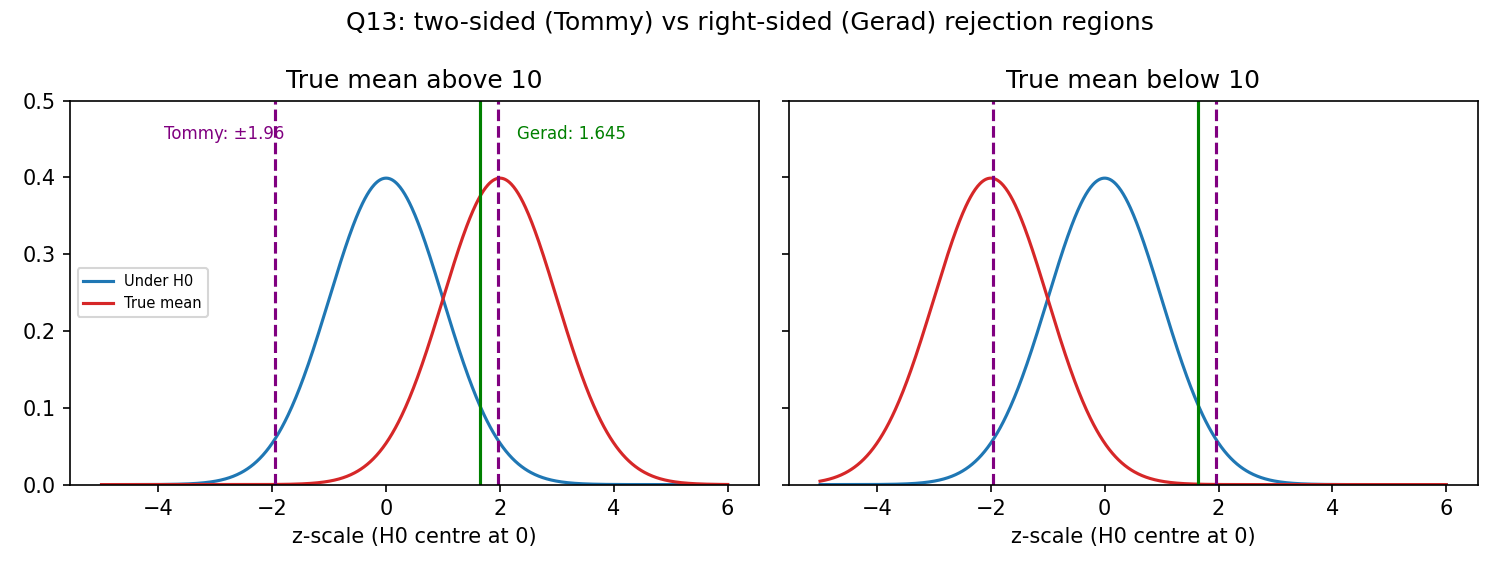 Q13: two-sided (Tommy) vs right-sided (Gerad) rejection regions
True mean above 10
0.5
0.4
0.3
0.2
0.1
0.0
Tommy: ±1.96
Gerad: 1.645
Under H0
True mean
−4 −2 0 2 4 6
z-scale (H0 centre at 0)
True mean below 10
−4 −2 0 2 4 6
z-scale (H0 centre at 0)